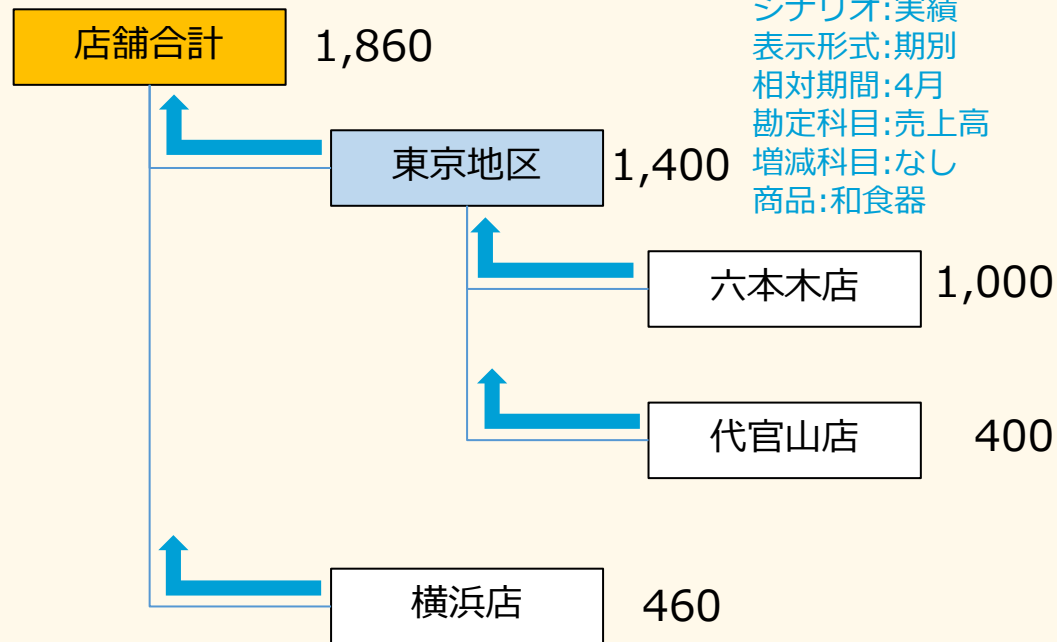 店舗合計 1,860
シナリオ:実績
表示形式:期別
相対期間:4月
勘定科目:売上高
増減科目:なし
商品:和食器
東京地区 1,400
六本木店 1,000
代官山店 400
横浜店 460